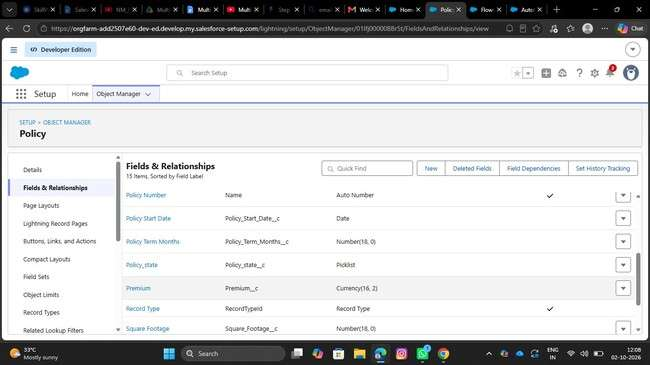 Skillfi
Sales
NM_
Mult
Mult
Mult
Step
Wel
Hom
Polic
Flow
Auto
https://orgfarm-add2507e60-dev-ed.develop.my.salesforce-setup.com/lightning/setup/ObjectManager/01Ifj0000008BrSt/FieldsAndRelationships/view
Chat
Developer Edition
Search Setup
Setup
Home
Object Manager
SETUP > OBJECT MANAGER
Policy
Details
Fields & Relationships
Page Layouts
Lightning Record Pages
Buttons, Links, and Actions
Compact Layouts
Field Sets
Object Limits
Record Types
Related Lookup Filters
Fields & Relationships
15 Items, Sorted by Field Label
Quick Find
New
Deleted Fields
Field Dependencies
Set History Tracking
Policy Number Name Auto Number
Policy Start Date Policy_Start_Date__c Date
Policy Term Months Policy_Term_Months__c Number(18, 0)
Policy_state Policy_state__c Picklist
Premium Premium__c Currency(16, 2)
Record Type RecordTypeId Record Type
Square Footage Square_Footage__c Number(18, 0)
33°C
Mostly sunny
Search
ENG
IN
12:08
02-10-2026